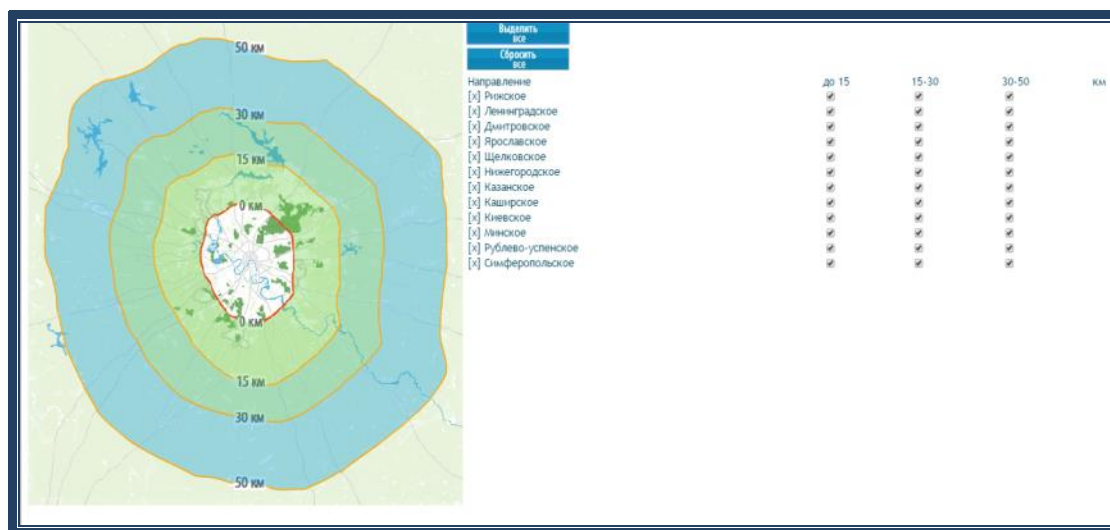 50 км
30 км
15 км
0 км
0 км
15 км
30 км
50 км
Выделить
все
Сбросить
все
Направление до 15 15-30 30-50 км
[x] Рижское
[x] Ленинградское
[x] Дмитровское
[x] Ярославское
[x] Щелковское
[x] Нижегородское
[x] Казанское
[x] Каширское
[x] Киевское
[x] Минское
[x] Рублево-успенское
[x] Симферопольское